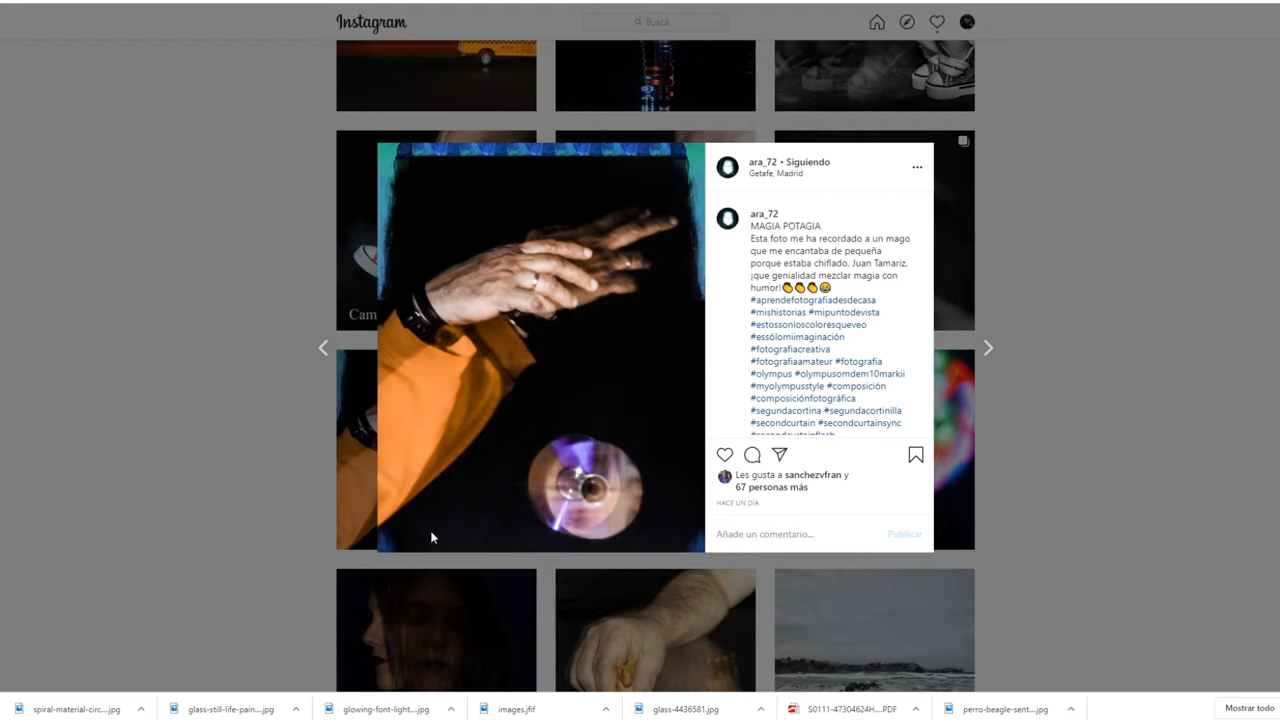 Instagram
Busca
Cam
ara_72 • Siguiendo
Getafe, Madrid
ara_72
MAGIA POTAGIA
Esta foto me ha recordado a un mago
que me encantaba de pequeña
porque estaba chiflado, Juan Tamariz,
¡que genialidad mezclar magia con
humor!👏👏👏😂
#aprendefotografiadesdecasa
#mishistorias #mipuntodevista
#estossonloscoloresqueveo
#essólomiimaginación
#fotografiacreativa
#fotografiaamateur #fotografia
#olympus #olympusomdem10markii
#myolympusstyle #composición
#composiciónfotográfica
#segundacortina #segundacortinilla
#secondcurtain #secondcurtainsync
#secondcurtainflash
Les gusta a sanchezvfran y
67 personas más
HACE UN DÍA
Añade un comentario... Publicar
spiral-material-circ....jpg glass-still-life-pain....jpg glowing-font-light....jpg images.jfif glass-4436581.jpg S0111-47304624H....PDF perro-beagle-sent....jpg Mostrar todo